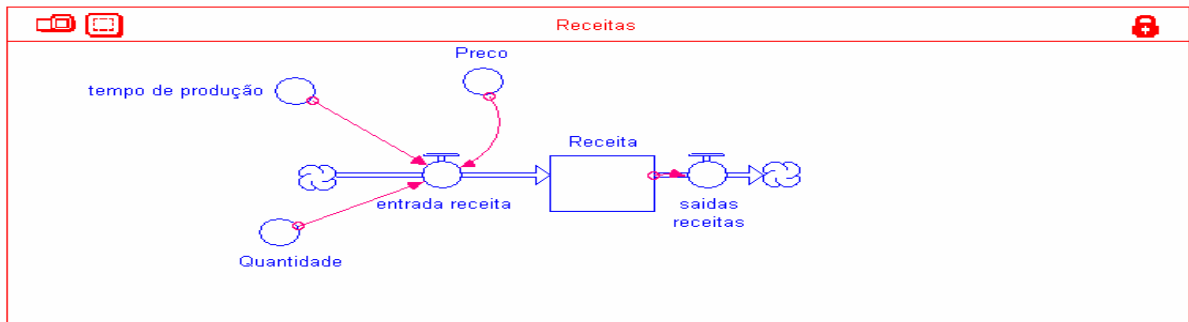 Receitas
Preco
tempo de produção
Receita
entrada receita
saidas
receitas
Quantidade